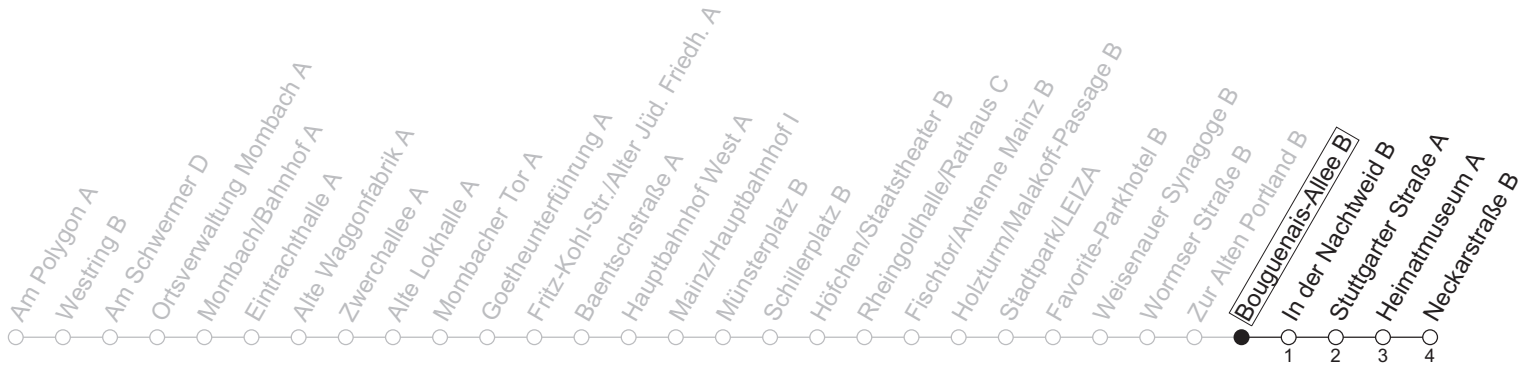 Am Polygon A
Westring B
Am Schwermer D
Ortsverwaltung Mombach A
Mombach/Bahnhof A
Eintrachthalle A
Alte Waggonfabrik A
Zwerchallee A
Alte Lokhalle A
Mombacher Tor A
Goetheunterführung A
Fritz-Kohl-Str./Alter Jüd. Friedh. A
Baentschstraße A
Hauptbahnhof West A
Mainz/Hauptbahnhof I
Münsterplatz B
Schillerplatz B
Höfchen/Staatstheater B
Rheingoldhalle/Rathaus C
Fischtor/Antenne Mainz B
Holzturm/Malakoff-Passage B
Stadtpark/LEIZA
Favorite-Parkhotel B
Weisenauer Synagoge B
Wormser Straße B
Zur Alten Portland B
Bouguenais-Allee B
In der Nachtweid B
Stuttgarter Straße A
Heimatmuseum A
Neckarstraße B
1 2 3 4